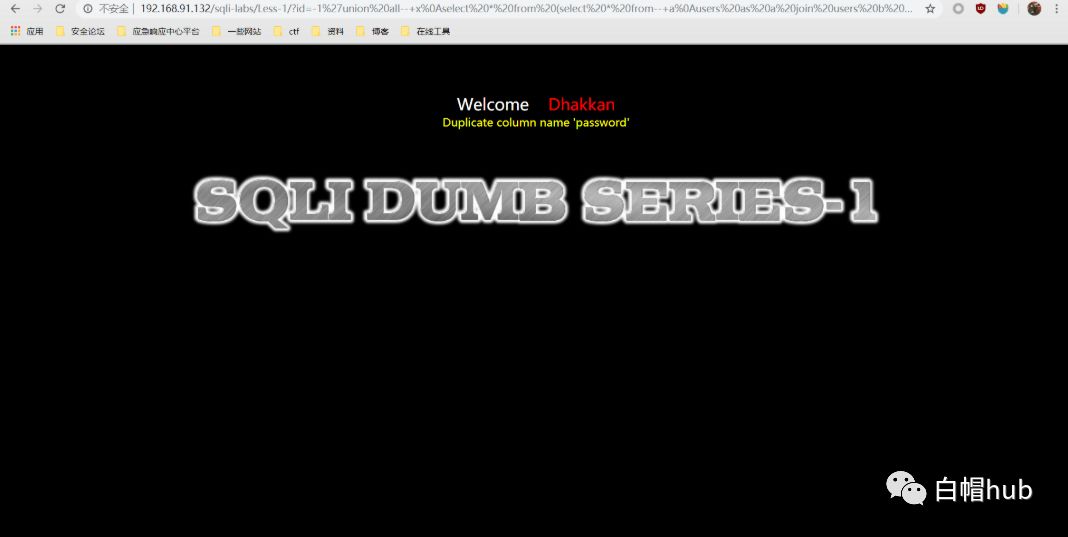 不安全 | 192.168.91.132/sqli-labs/Less-1/?id=-1%27union%20all--+x%0Aselect%20*%20from%20(select%20*%20from--+a%0Ausers%20as%20a%20join%20users%20b%20...
应用 安全论坛 应急响应中心平台 一些网站 ctf 资料 博客 在线工具
Welcome Dhakkan
Duplicate column name 'password'
SQLI DUMB SERIES-1
白帽hub